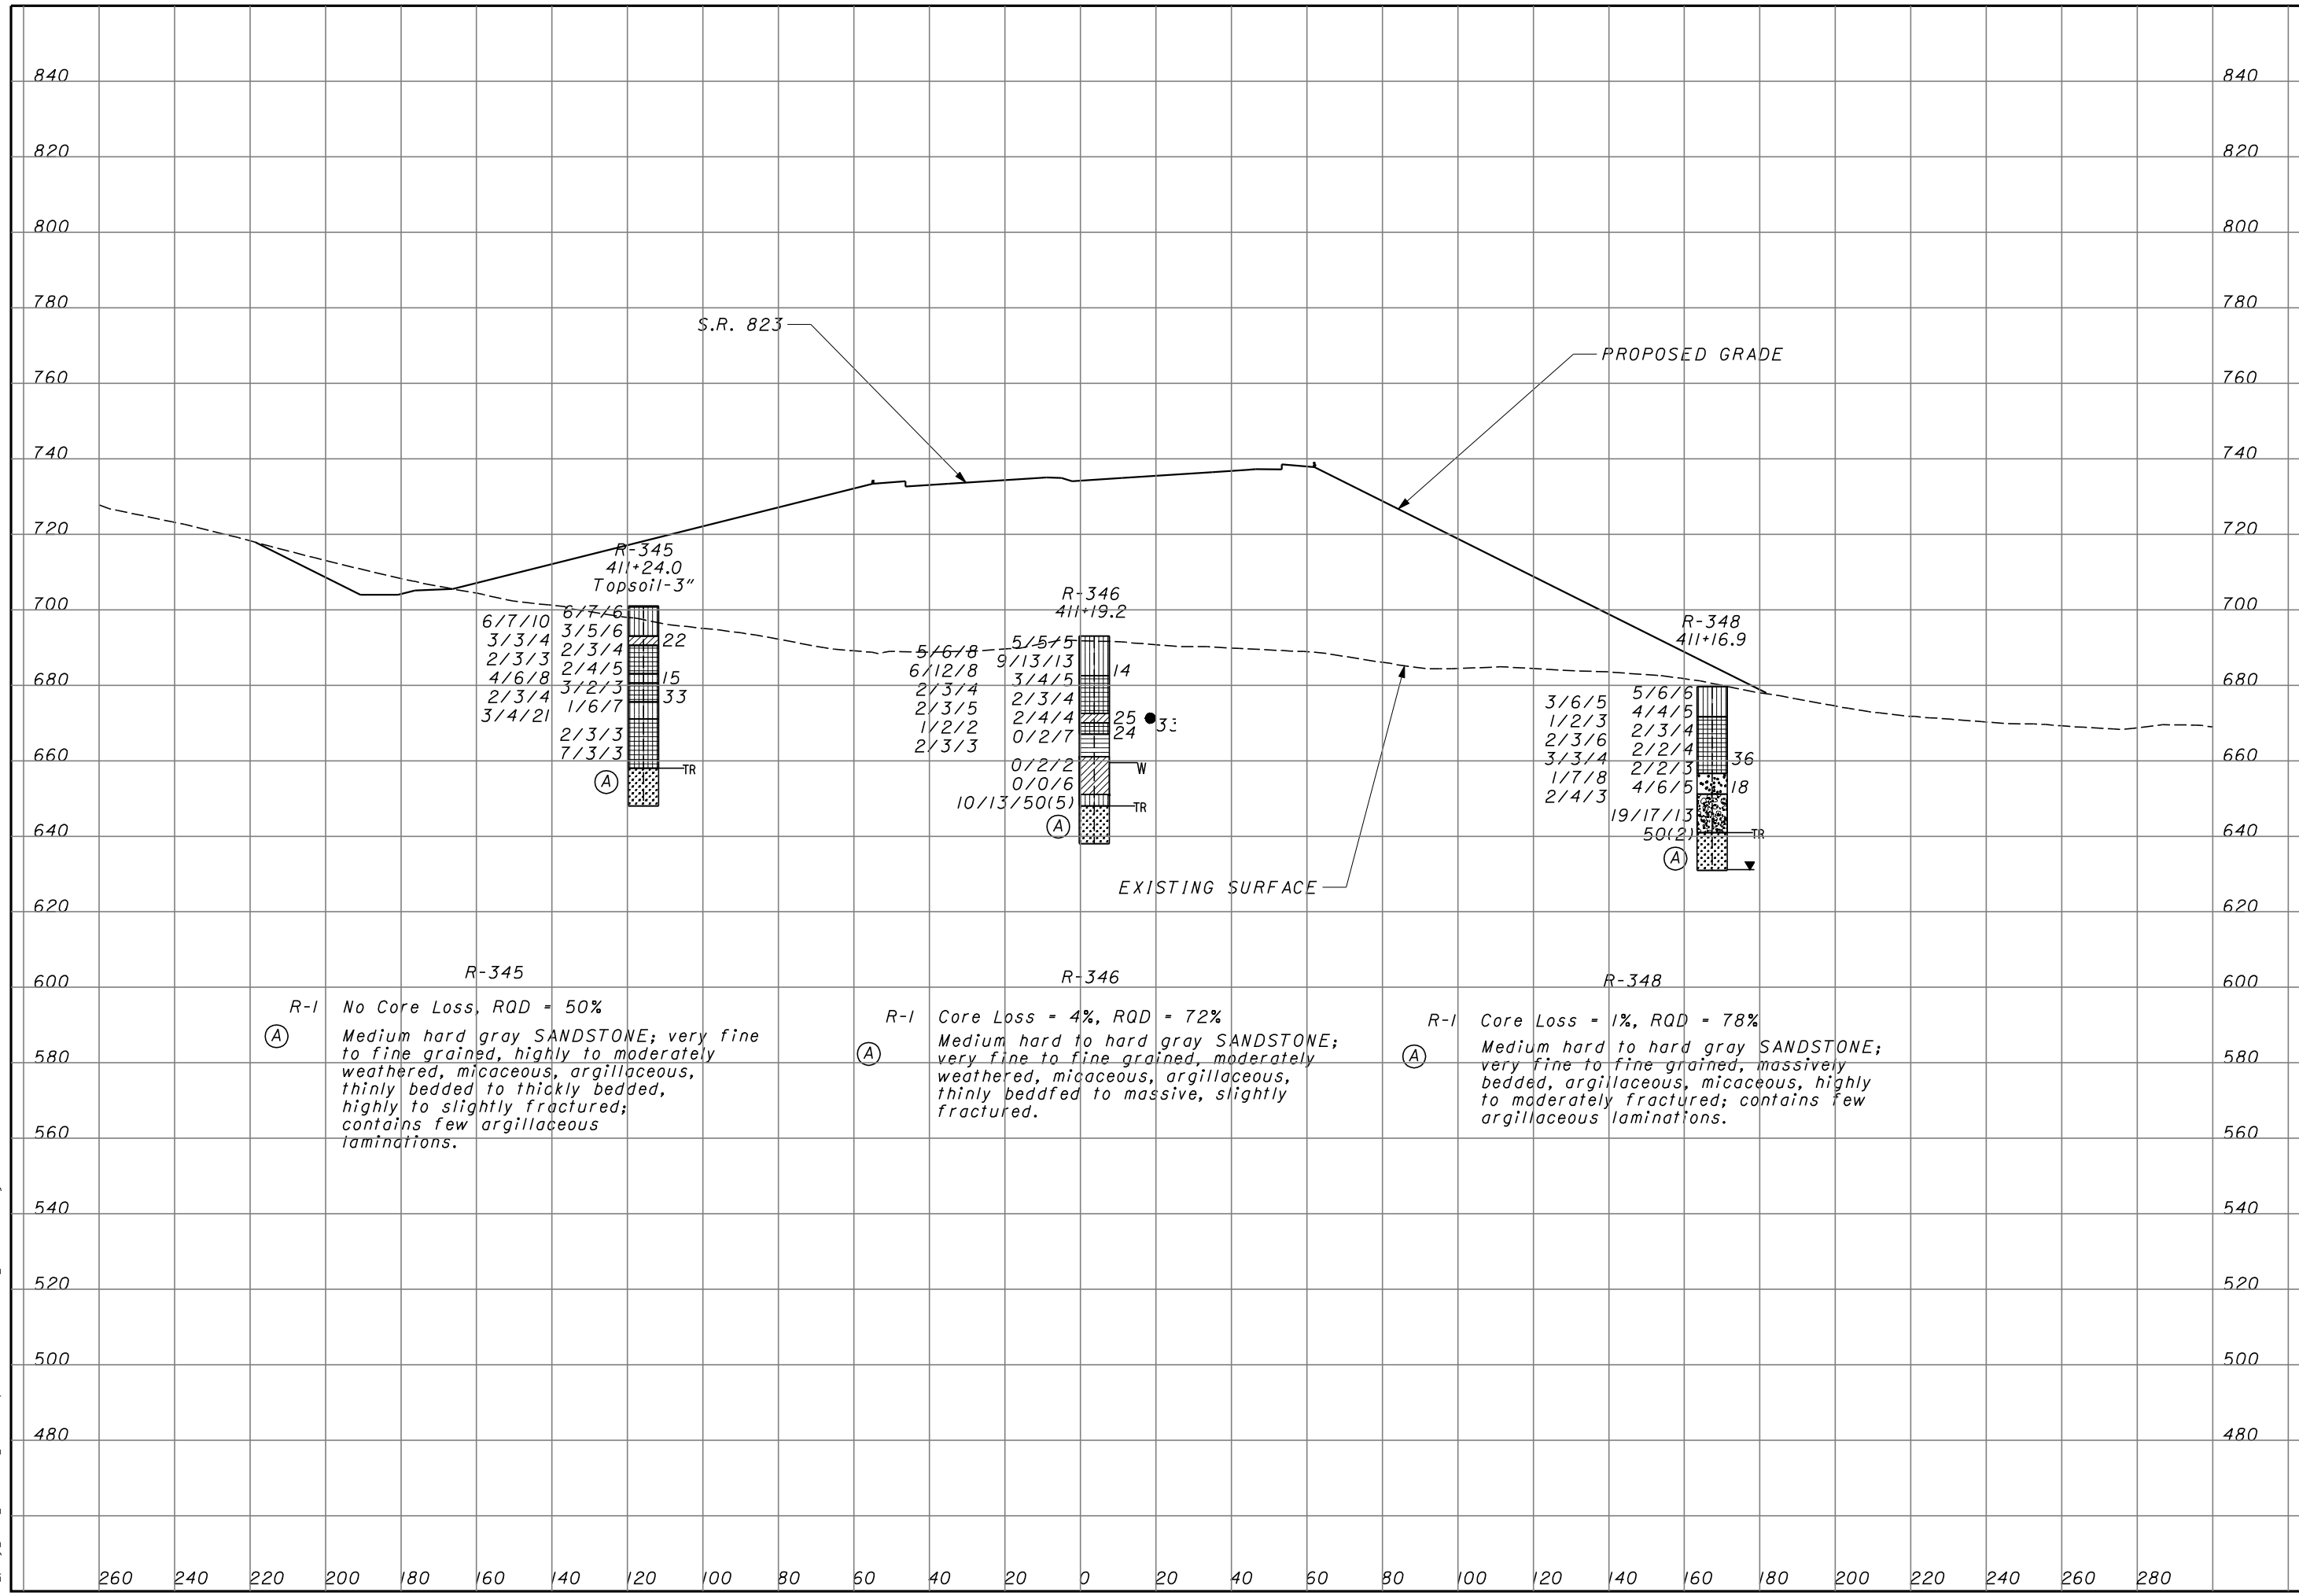 840 840
820 820
800 800
780 780
S.R. 823
PROPOSED GRADE
760 760
740 740
720 720
R-345
411+24.0
Topsoil-3"
700 700
R-346
411+19.2
R-348
411+16.9
6/7/10 6/7/6
3/3/4 3/5/6 22
2/3/3 2/3/4
4/6/8 2/4/5 15
2/3/4 3/2/3 33
3/4/21 1/6/7
2/3/3
7/3/3
TR
A
5/6/8 5/5/5
6/12/8 9/13/13 14
2/3/4 3/4/5
2/3/5 2/3/4
1/2/2 2/4/4 25
2/3/3 0/2/7 24
0/2/2 W
0/0/6
10/13/50(5) TR
A
680 680
3/6/5 5/6/6
1/2/3 4/4/5
2/3/6 2/3/4
3/3/4 2/2/4 36
1/7/8 2/2/3
2/4/3 4/6/5 18
19/17/13
50(2) TR
A
660 660
640 640
EXISTING SURFACE
620 620
600 600
R-345
R-1 No Core Loss, RQD = 50%
A Medium hard gray SANDSTONE; very fine
to fine grained, highly to moderately
weathered, micaceous, argillaceous,
thinly bedded to thickly bedded,
highly to slightly fractured;
contains few argillaceous
laminations.
R-346
R-1 Core Loss = 4%, RQD = 72%
A Medium hard to hard gray SANDSTONE;
very fine to fine grained, moderately
weathered, micaceous, argillaceous,
thinly beddfed to massive, slightly
fractured.
R-348
R-1 Core Loss = 1%, RQD = 78%
A Medium hard to hard gray SANDSTONE;
very fine to fine grained, massively
bedded, argillaceous, micaceous, highly
to moderately fractured; contains few
argillaceous laminations.
580 580
560 560
540 540
520 520
500 500
480 480
260 240 220 200 180 160 140 120 100 80 60 40 20 0 20 40 60 80 100 120 140 160 180 200 220 240 260 280